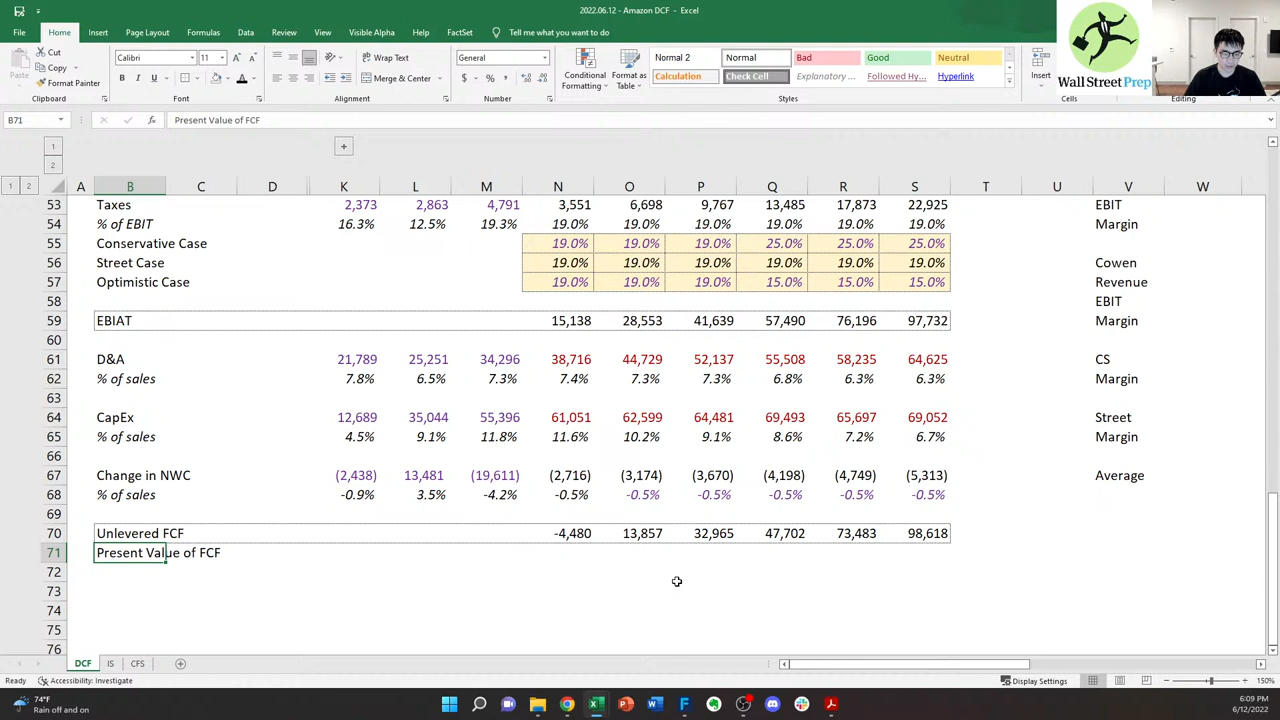 2022.06.12 - Amazon DCF - Excel
File Home Insert Draw Page Layout Formulas Data Review View Visible Alpha Help FactSet Tell me what you want to do
Cut
Copy
Format Painter
Paste
Clipboard
Calibri 11
B I U
Font
Wrap Text
Merge & Center
Alignment
General
$ % ,
Number
Conditional Formatting
Format as Table
Normal 2 Normal Bad Good Neutral
Calculation Check Cell Explanatory ... Followed Hy... Hyperlink
Styles
Insert
Cells
Editing
Wall Street Prep
B71 fx Present Value of FCF
1
2
+
1 2 A B C D K L M N O P Q R S T U V W
53 Taxes 2,373 2,863 4,791 3,551 6,698 9,767 13,485 17,873 22,925 EBIT
54 % of EBIT 16.3% 12.5% 19.3% 19.0% 19.0% 19.0% 19.0% 19.0% 19.0% Margin
55 Conservative Case 19.0% 19.0% 19.0% 25.0% 25.0% 25.0%
56 Street Case 19.0% 19.0% 19.0% 19.0% 19.0% 19.0% Cowen
57 Optimistic Case 19.0% 19.0% 19.0% 15.0% 15.0% 15.0% Revenue
58 EBIT
59 EBIAT 15,138 28,553 41,639 57,490 76,196 97,732 Margin
60
61 D&A 21,789 25,251 34,296 38,716 44,729 52,137 55,508 58,235 64,625 CS
62 % of sales 7.8% 6.5% 7.3% 7.4% 7.3% 7.3% 6.8% 6.3% 6.3% Margin
63
64 CapEx 12,689 35,044 55,396 61,051 62,599 64,481 69,493 65,697 69,052 Street
65 % of sales 4.5% 9.1% 11.8% 11.6% 10.2% 9.1% 8.6% 7.2% 6.7% Margin
66
67 Change in NWC (2,438) 13,481 (19,611) (2,716) (3,174) (3,670) (4,198) (4,749) (5,313) Average
68 % of sales -0.9% 3.5% -4.2% -0.5% -0.5% -0.5% -0.5% -0.5% -0.5%
69
70 Unlevered FCF -4,480 13,857 32,965 47,702 73,483 98,618
71 Present Value of FCF
72
73
74
75
76
DCF IS CFS
Ready Accessibility: Investigate Display Settings 150%
74°F
Rain off and on
6:09 PM
6/12/2022